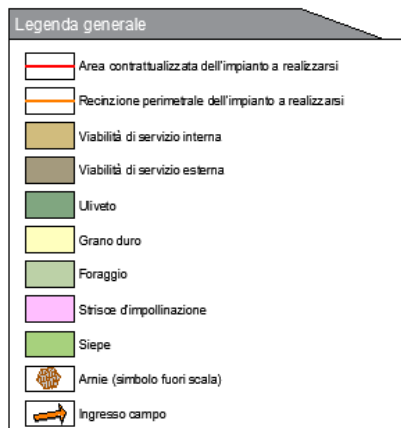 Legenda generale
Area contrattualizzata dell'impianto a realizzarsi
Recinzione perimetrale dell'impianto a realizzarsi
Viabilità di servizio interna
Viabilità di servizio esterna
Uliveto
Grano duro
Foraggio
Strisce d'impollinazione
Siepe
Arnie (simbolo fuori scala)
Ingresso campo